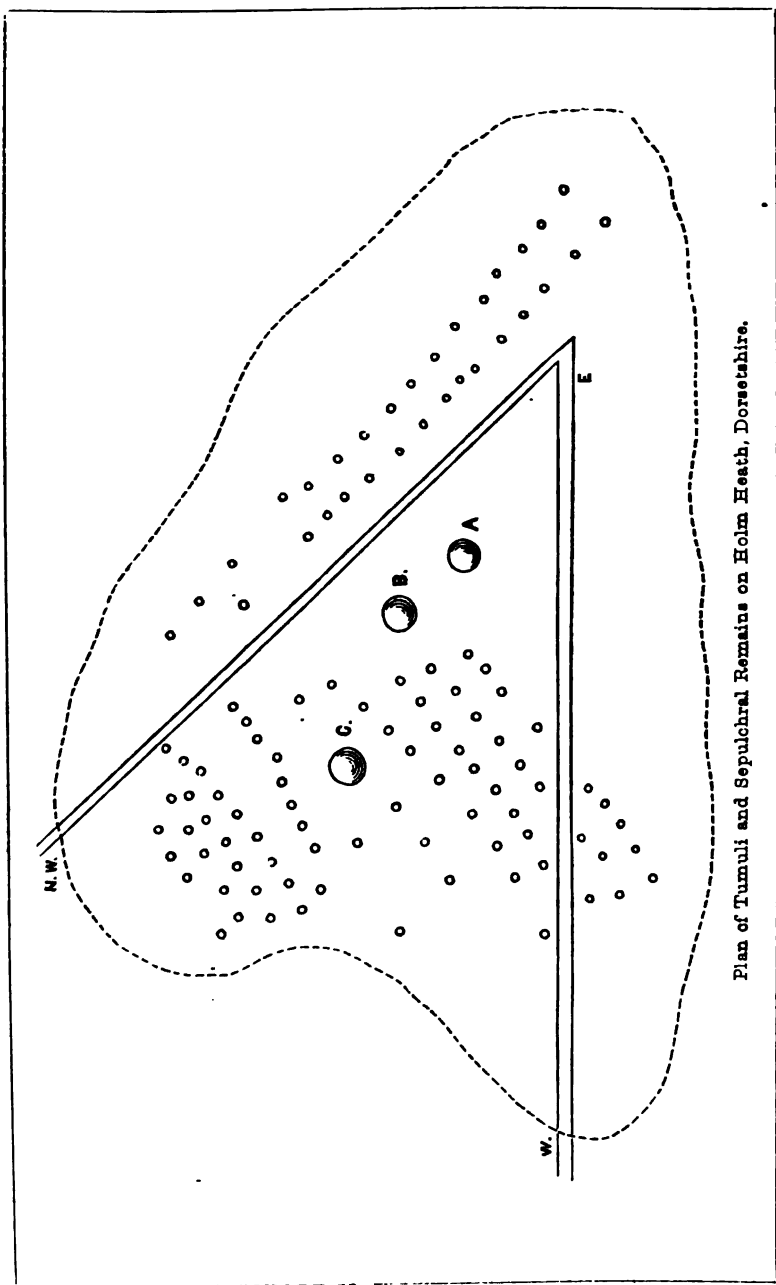 N.W.
C.
B.
A
W.
E
Plan of Tumuli and Sepulchral Remains on Holm Heath, Dorsetshire.